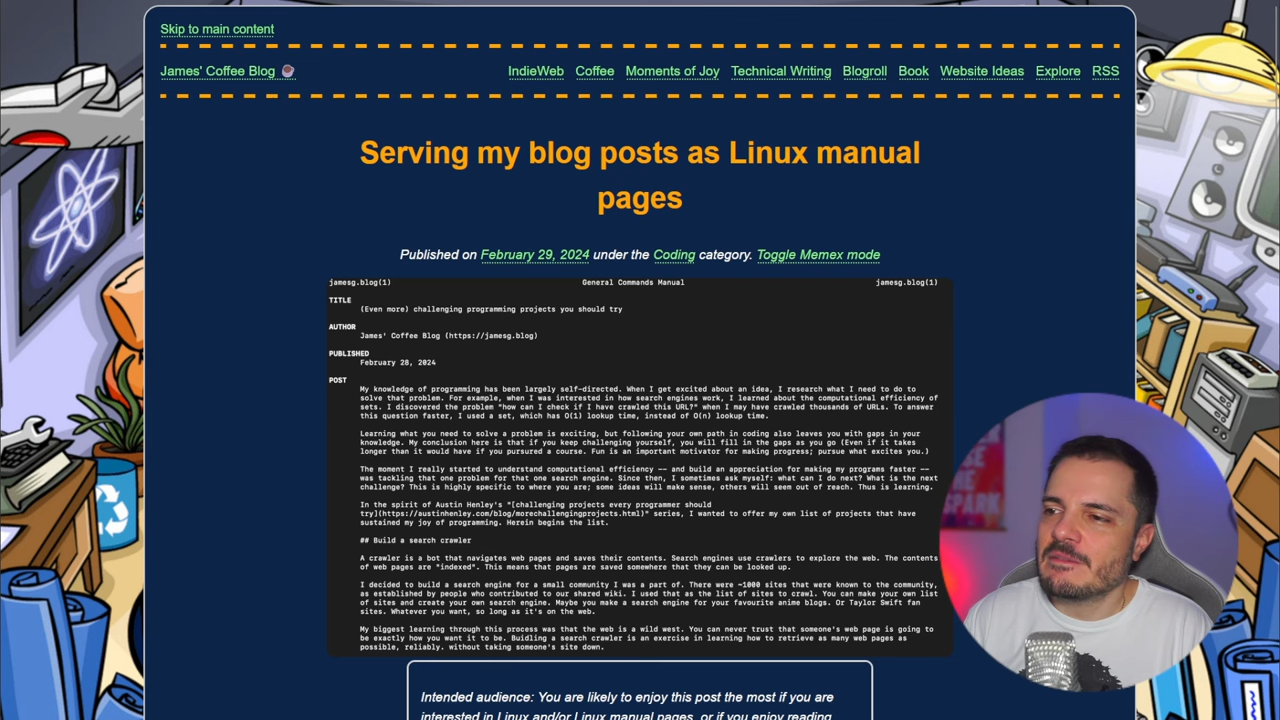 Skip to main content
James' Coffee Blog IndieWeb Coffee Moments of Joy Technical Writing Blogroll Book Website Ideas Explore RSS
Serving my blog posts as Linux manual
pages
Published on February 29, 2024 under the Coding category. Toggle Memex mode
jamesg.blog(1) General Commands Manual jamesg.blog(1)
TITLE
(Even more) challenging programming projects you should try
AUTHOR
James' Coffee Blog (https://jamesg.blog)
PUBLISHED
February 28, 2024
POST
My knowledge of programming has been largely self-directed. When I get excited about an idea, I research what I need to do to
solve that problem. For example, when I was interested in how search engines work, I learned about the computational efficiency of
sets. I discovered the problem "how can I check if I have crawled this URL?" when I may have crawled thousands of URLs. To answer
this question faster, I used a set, which has O(1) lookup time, instead of O(n) lookup time.
Learning what you need to solve a problem is exciting, but following your own path in coding also leaves you with gaps in your
knowledge. My conclusion here is that if you keep challenging yourself, you will fill in the gaps as you go (Even if it takes
longer than it would have if you pursured a course. Fun is an important motivator for making progress; pursue what excites you.)
The moment I really started to understand computational efficiency -- and build an appreciation for making my programs faster --
was tackling that one problem for that one search engine. Since then, I sometimes ask myself: what can I do next? What is the next
challenge? This is highly specific to where you are; some ideas will make sense, others will seem out of reach. Thus is learning.
In the spirit of Austin Henley's "[challenging projects every programmer should
try](https://austinhenley.com/blog/morechallengingprojects.html)" series, I wanted to offer my own list of projects that have
sustained my joy of programming. Herein begins the list.
## Build a search crawler
A crawler is a bot that navigates web pages and saves their contents. Search engines use crawlers to explore the web. The contents
of web pages are "indexed". This means that pages are saved somewhere that they can be looked up.
I decided to build a search engine for a small community I was a part of. There were ~1000 sites that were known to the community,
as established by people who contributed to our shared wiki. I used that as the list of sites to crawl. You can make your own list
of sites and create your own search engine. Maybe you make a search engine for your favourite anime blogs. Or Taylor Swift fan
sites. Whatever you want, so long as it's on the web.
My biggest learning through this process was that the web is a wild west. You can never trust that someone's web page is going to
be exactly how you want it to be. Buidling a search crawler is an exercise in learning how to retrieve as many web pages as
possible, reliably. without taking someone's site down.
Intended audience: You are likely to enjoy this post the most if you are
interested in Linux and/or Linux manual pages, or if you enjoy reading
SPARK